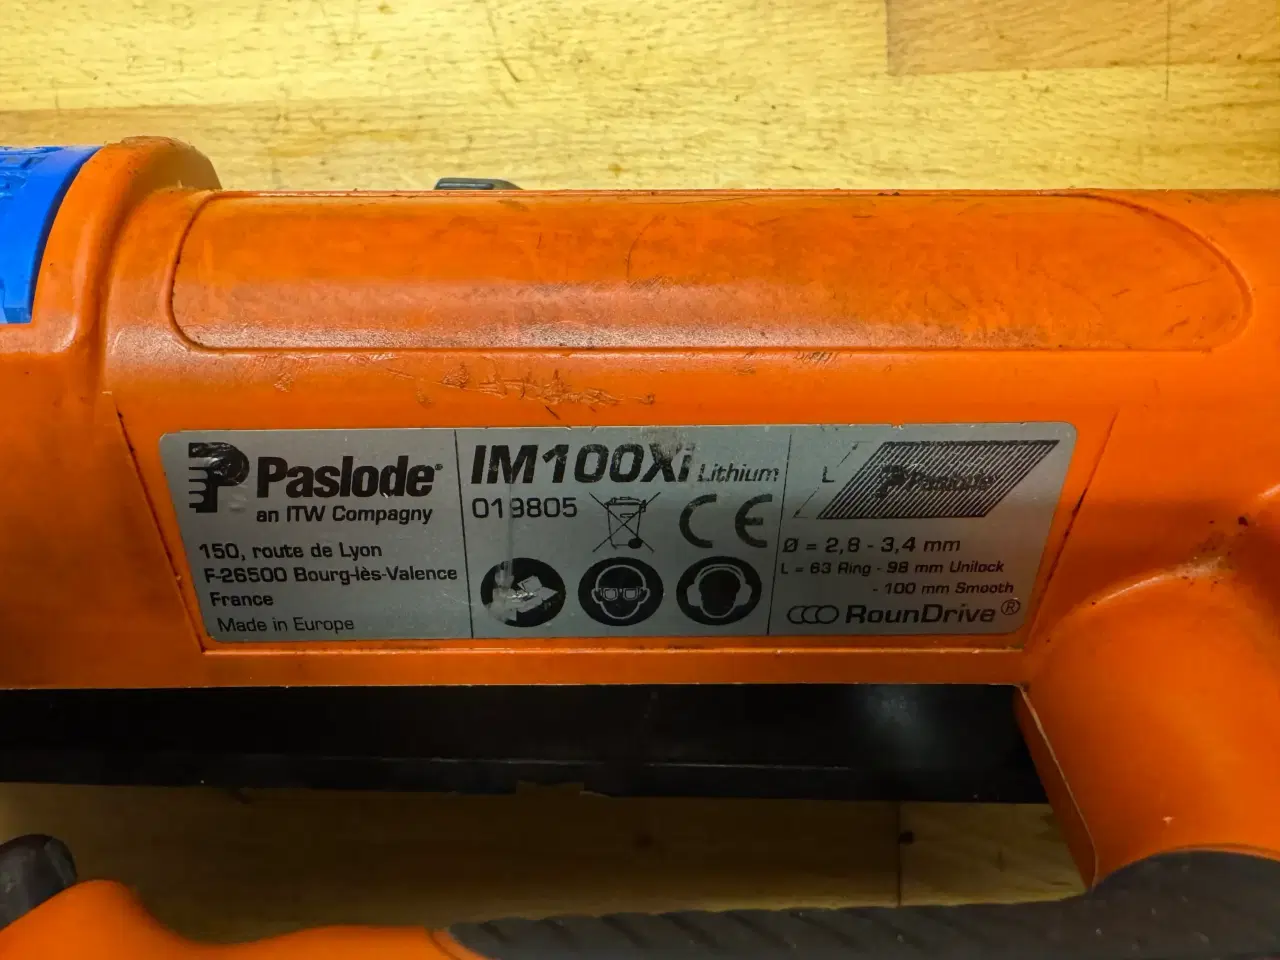 Paslode®
an ITW Compagny
150, route de Lyon
F-26500 Bourg-lès-Valence
France
Made in Europe
IM100Xi Lithium
019805
CE
L
Paslode
Ø = 2,8 - 3,4 mm
L = 63 Ring - 98 mm Unilock
- 100 mm Smooth
RounDrive®